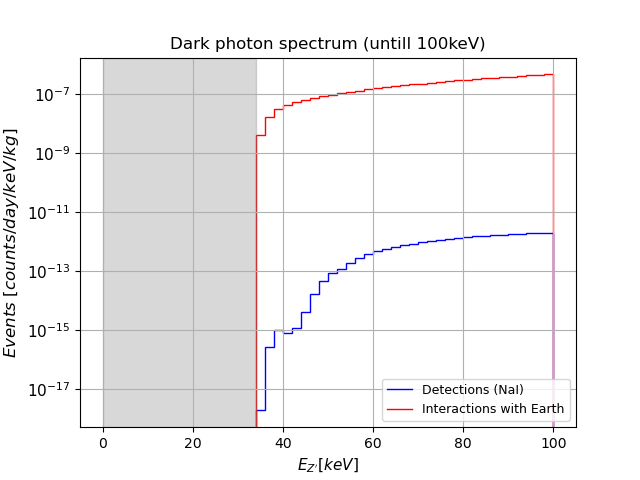 Dark photon spectrum (untill 100keV)
Events [counts/day/keV/kg]
10⁻⁷
10⁻⁹
10⁻¹¹
10⁻¹³
10⁻¹⁵
10⁻¹⁷
Detections (NaI)
Interactions with Earth
0 20 40 60 80 100
E_Z'[keV]